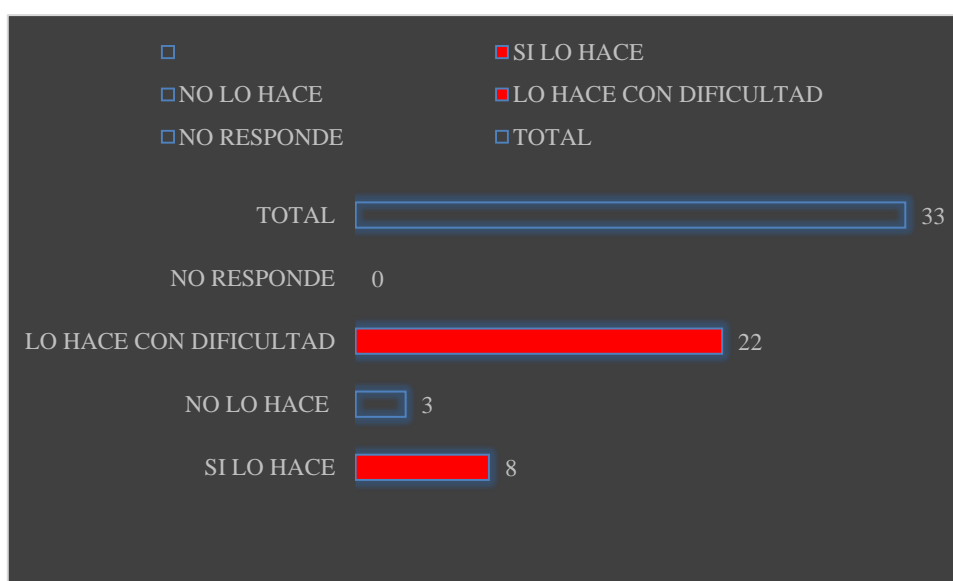 SI LO HACE
NO LO HACE LO HACE CON DIFICULTAD
NO RESPONDE TOTAL
TOTAL 33
NO RESPONDE 0
LO HACE CON DIFICULTAD 22
NO LO HACE 3
SI LO HACE 8